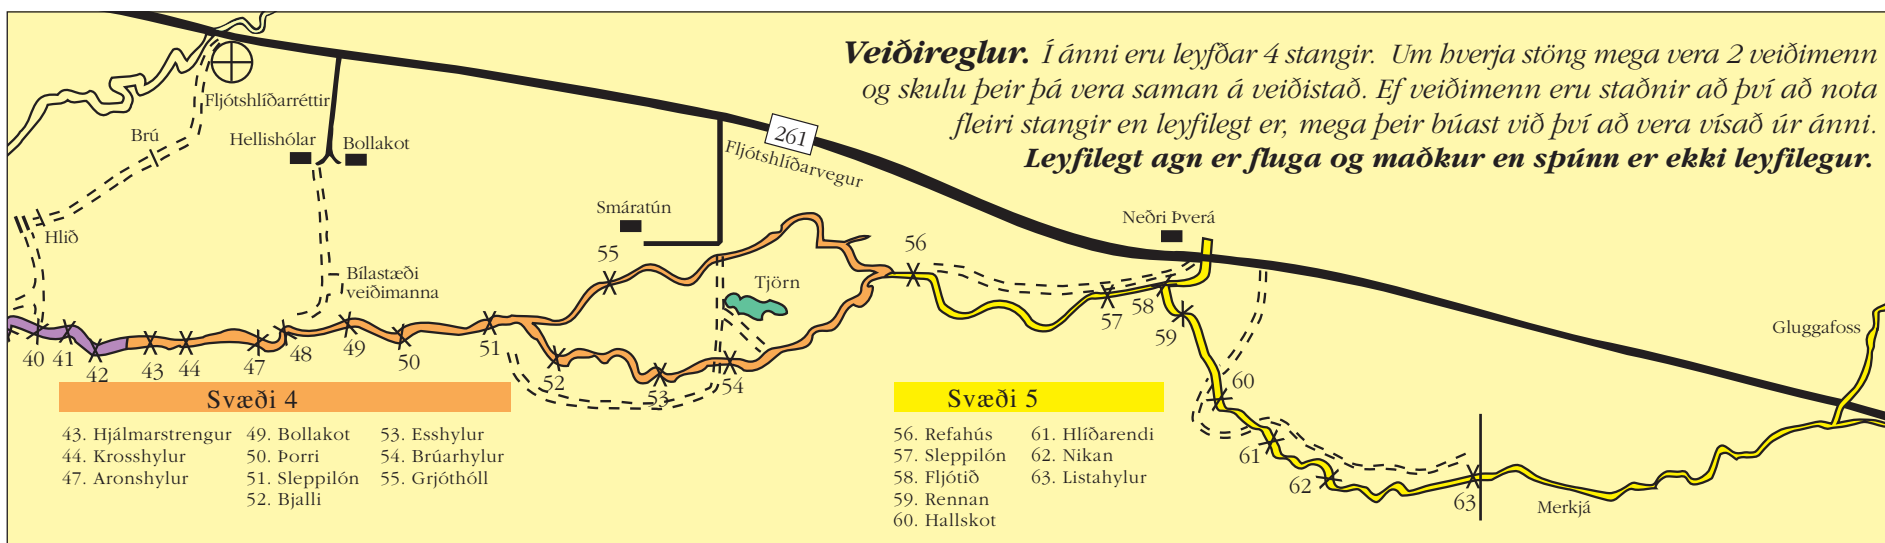 Veiðireglur. Í ánni eru leyfðar 4 stangir. Um hverja stöng mega vera 2 veiðimenn
og skulu þeir þá vera saman á veiðistað. Ef veiðimenn eru staðnir að því að nota
fleiri stangir en leyfilegt er, mega þeir búast við því að vera vísað úr ánni.
Leyfilegt agn er fluga og maðkur en spúnn er ekki leyfilegur.
Fljótshlíðarréttir
Brú
Hellishólar
Bollakot
261
Fljótshlíðarvegur
Smáratún
Neðri Þverá
Hlið
Bílastæði
veiðimanna
Tjörn
Gluggafoss
Merkjá
40
41
42
43
44
47
48
49
50
51
52
53
54
55
56
57
58
59
60
61
62
63
Svæði 4
43. Hjálmarstrengur
44. Krosshylur
47. Aronshylur
49. Bollakot
50. Þorri
51. Sleppilón
52. Bjalli
53. Esshylur
54. Brúarhylur
55. Grjóthóll
Svæði 5
56. Refahús
57. Sleppilón
58. Fljótið
59. Rennan
60. Hallskot
61. Hlíðarendi
62. Nikan
63. Listahylur